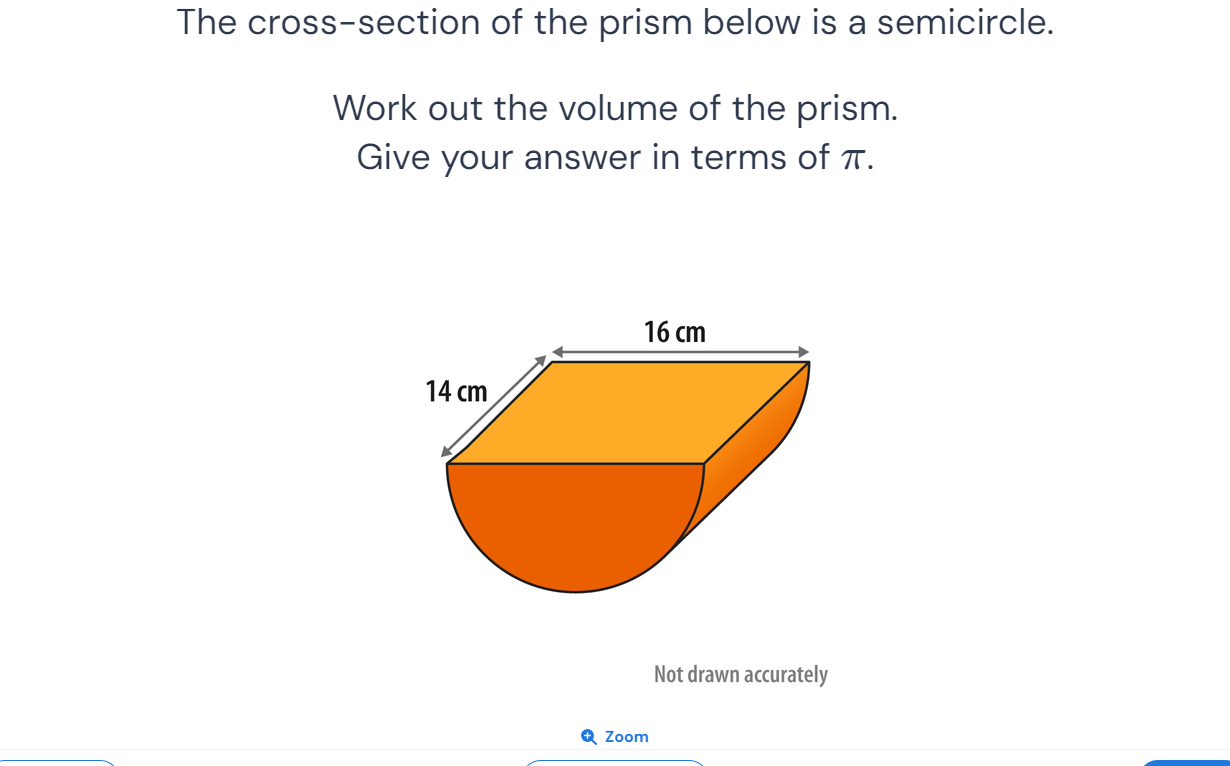 The cross-section of the prism below is a semicircle.
Work out the volume of the prism.
Give your answer in terms of π.
16 cm
14 cm
Not drawn accurately
Zoom